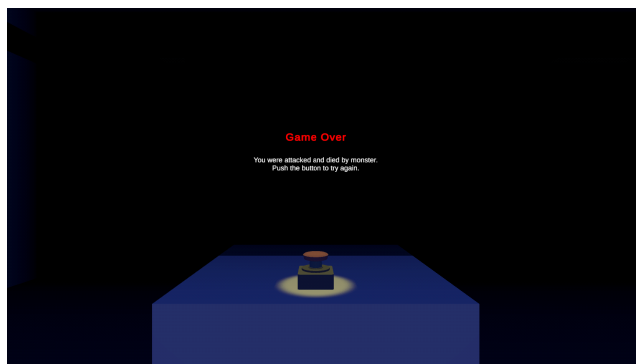 Game Over
You were attacked and died by monster.
Push the button to try again.